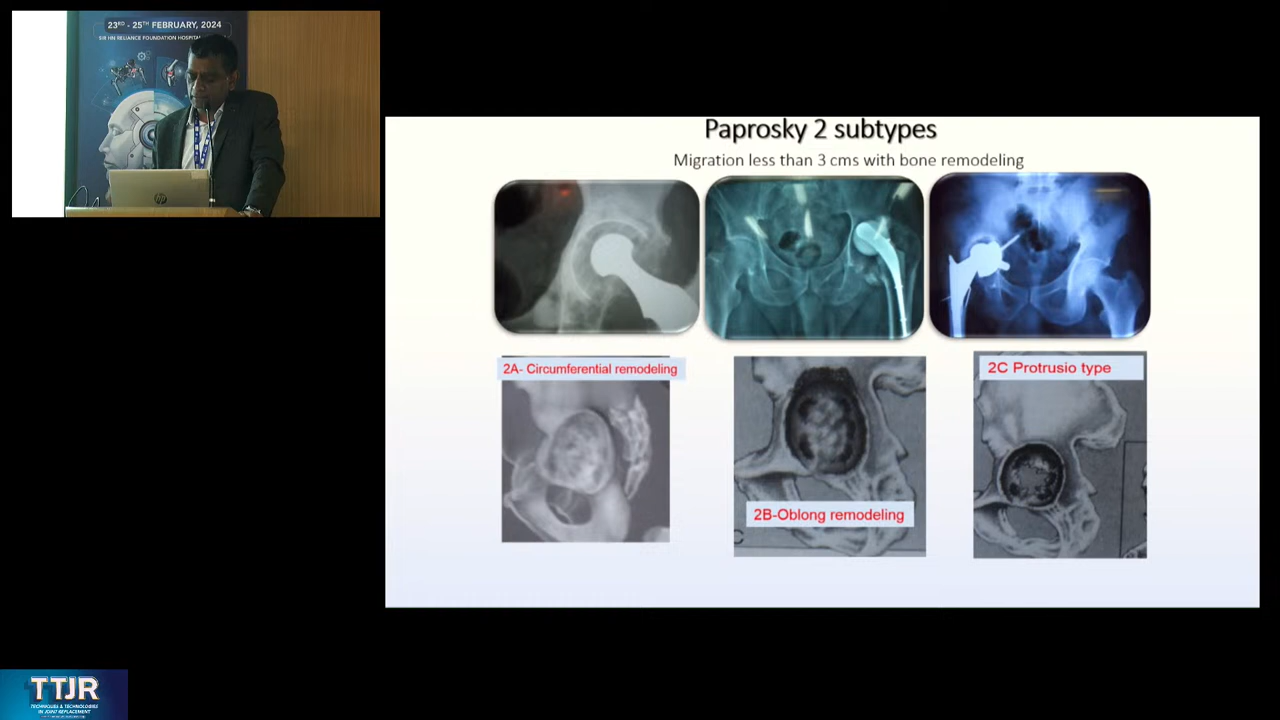 23RD - 25TH FEBRUARY, 2024
SIR HN RELIANCE FOUNDATION HOSPITAL
hp
Paprosky 2 subtypes
Migration less than 3 cms with bone remodeling
2A- Circumferential remodeling
2B-Oblong remodeling
2C Protrusio type
TTJR
TECHNIQUES & TECHNOLOGIES
IN JOINT REPLACEMENT